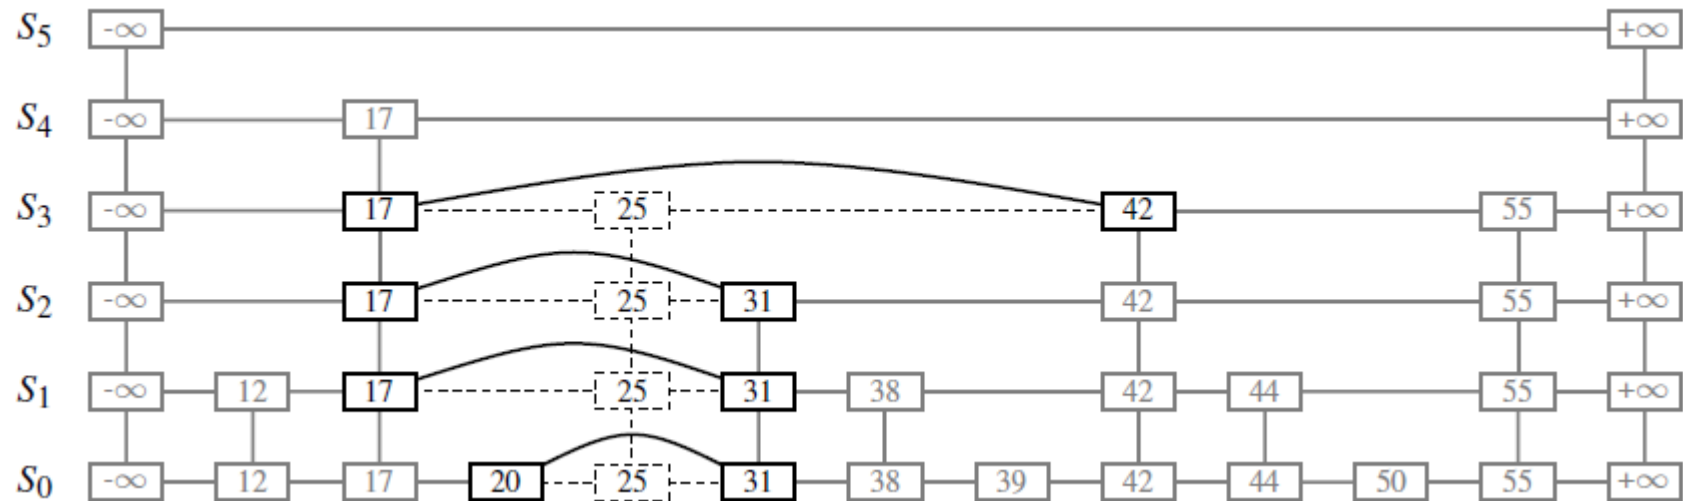 S5 -∞ +∞
S4 -∞ 17 +∞
S3 -∞ 17 25 42 55 +∞
S2 -∞ 17 25 31 42 55 +∞
S1 -∞ 12 17 25 31 38 42 44 55 +∞
S0 -∞ 12 17 20 25 31 38 39 42 44 50 55 +∞